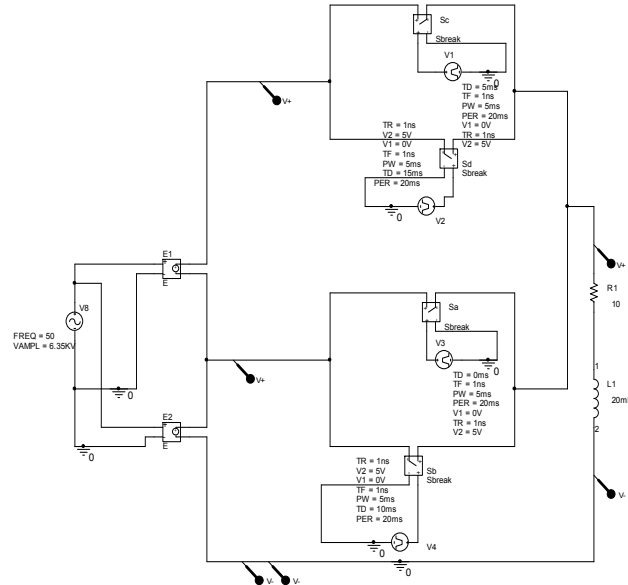 Sc
Sbreak
V1
0
TD = 5ms
TF = 1ns
PW = 5ms
PER = 20ms
V1 = 0V
TR = 1ns
V2 = 5V
V+
TR = 1ns
V2 = 5V
V1 = 0V
TF = 1ns
PW = 5ms
TD = 15ms
PER = 20ms
Sd
Sbreak
0
V2
E1
E
V+
R1
10
V8
FREQ = 50
VAMPL = 6.35KV
Sa
Sbreak
V3
0
TD = 0ms
TF = 1ns
PW = 5ms
PER = 20ms
V1 = 0V
TR = 1ns
V2 = 5V
V+
0
1
L1
2
E2
E
0
TR = 1ns
V2 = 5V
V1 = 0V
TF = 1ns
PW = 5ms
TD = 10ms
PER = 20ms
Sb
Sbreak
V-
0
V4
0
V-
V-